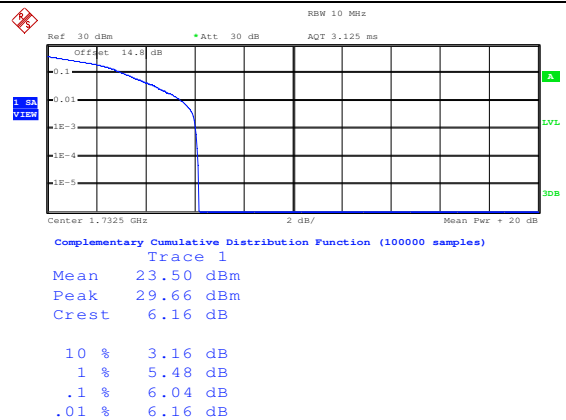 RBW 10 MHz
Ref 30 dBm * Att 30 dB AQT 3.125 ms
Offset 14.8 dB
0.1
A
0.01
1 SA
VIEW
1E-3
LVL
1E-4
1E-5
3DB
Center 1.7325 GHz 2 dB/ Mean Pwr + 20 dB
Complementary Cumulative Distribution Function (100000 samples)
Trace 1
Mean 23.50 dBm
Peak 29.66 dBm
Crest 6.16 dB
10 % 3.16 dB
1 % 5.48 dB
.1 % 6.04 dB
.01 % 6.16 dB